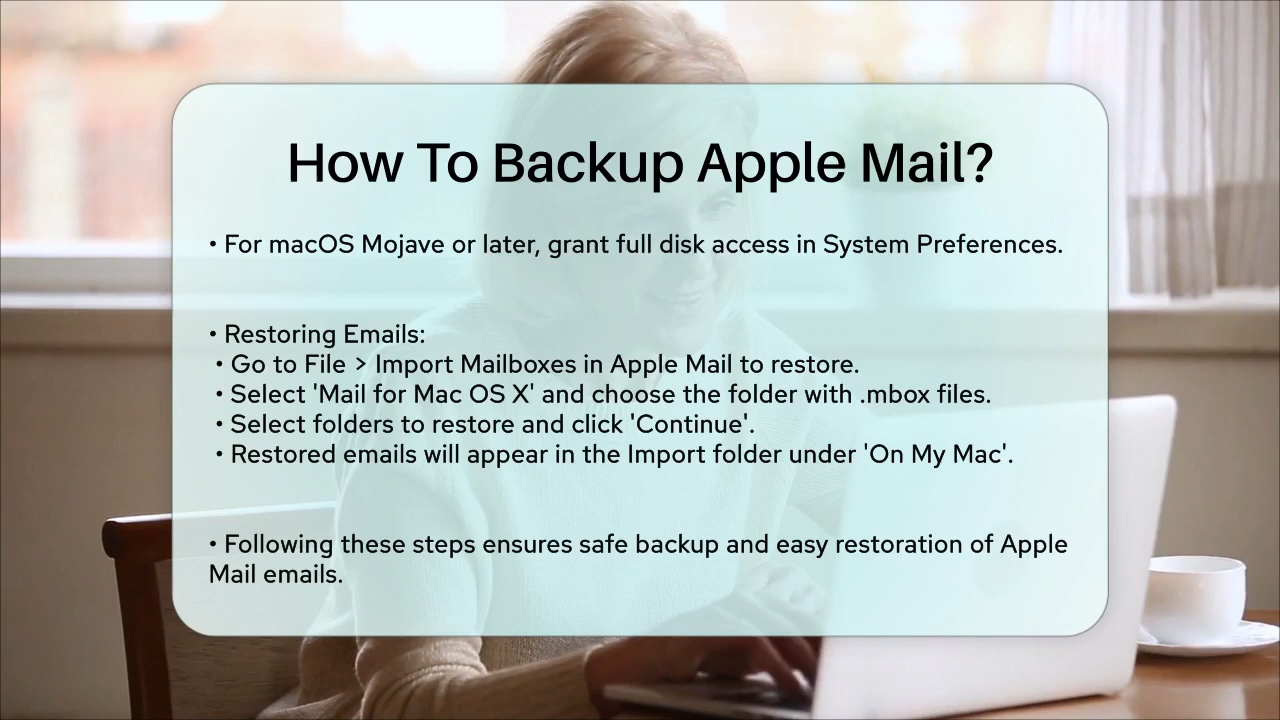 How To Backup Apple Mail?
• For macOS Mojave or later, grant full disk access in System Preferences.
• Restoring Emails:
• Go to File > Import Mailboxes in Apple Mail to restore.
• Select 'Mail for Mac OS X' and choose the folder with .mbox files.
• Select folders to restore and click 'Continue'.
• Restored emails will appear in the Import folder under 'On My Mac'.
• Following these steps ensures safe backup and easy restoration of Apple
Mail emails.